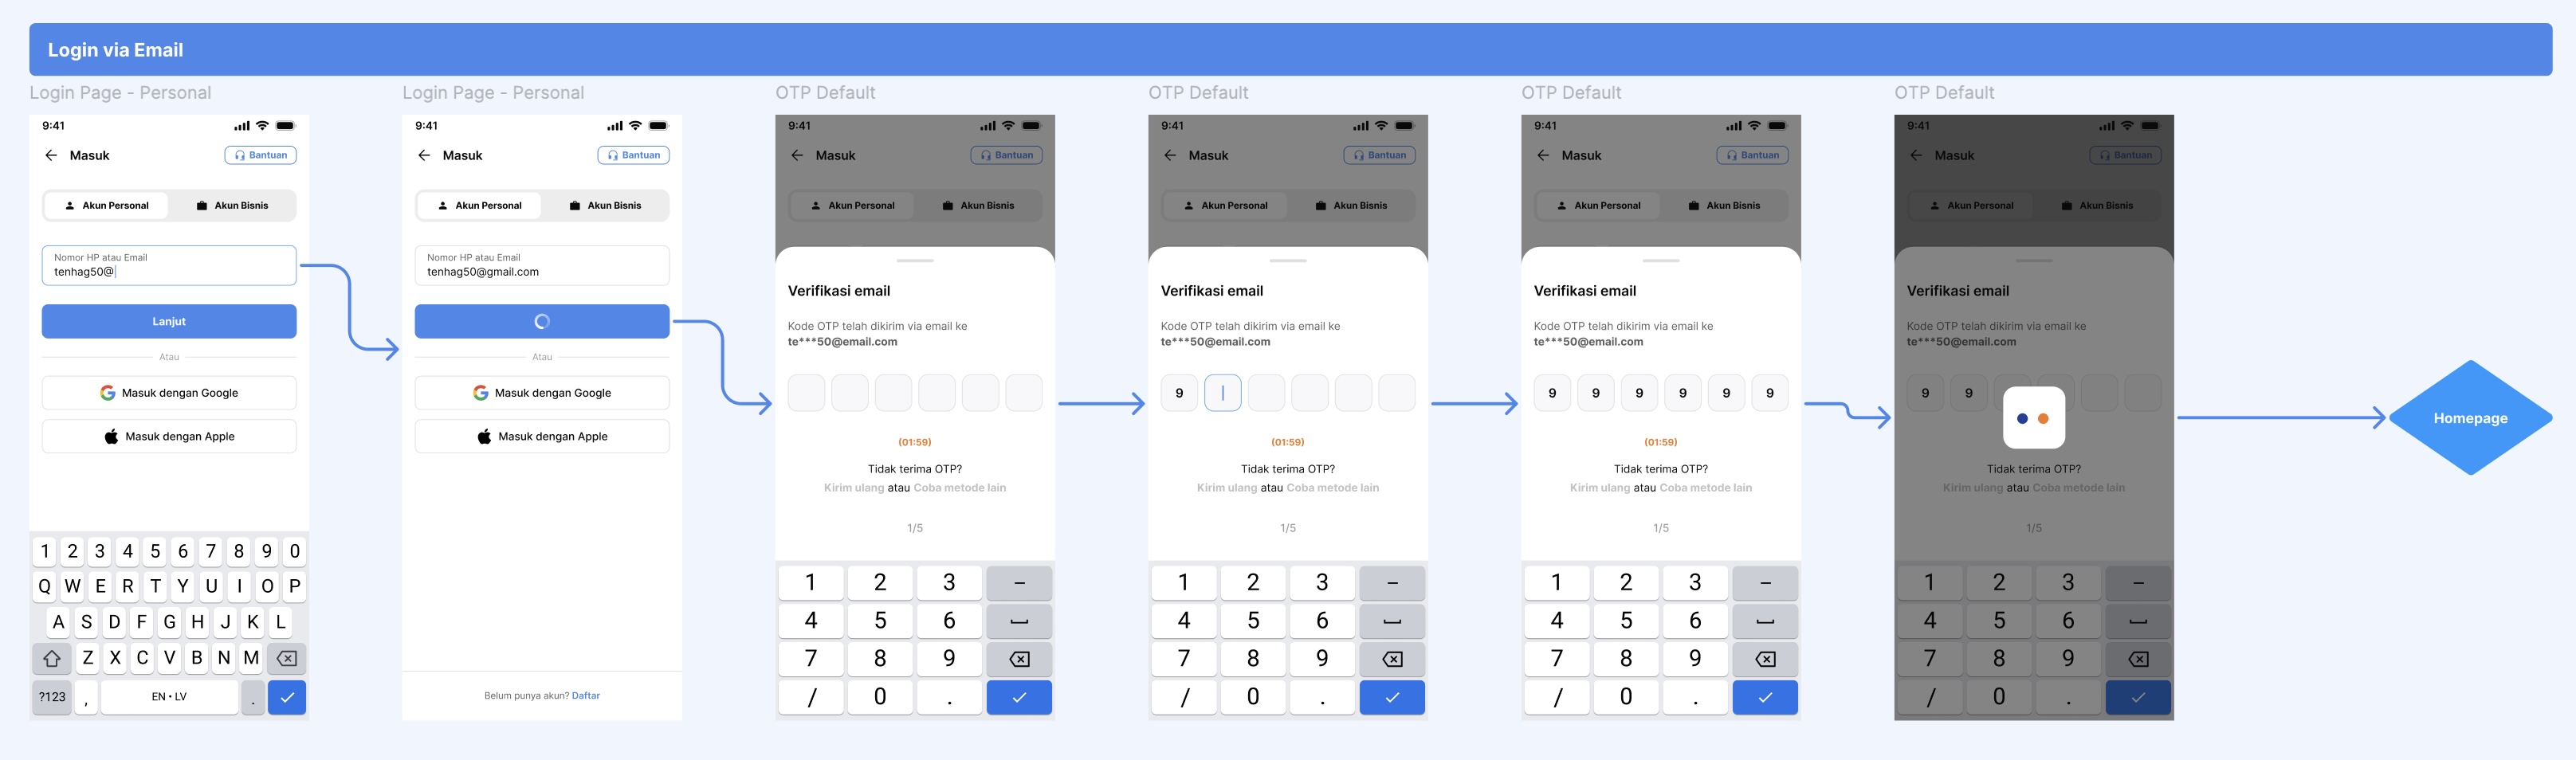 Login via Email
Login Page - Personal
9:41
Masuk
Bantuan
Akun Personal
Akun Bisnis
Nomor HP atau Email
tenhag50@
Lanjut
Atau
Masuk dengan Google
Masuk dengan Apple
1 2 3 4 5 6 7 8 9 0
Q W E R T Y U I O P
A S D F G H J K L
Z X C V B N M
?123 , EN • LV .
Login Page - Personal
9:41
Masuk
Bantuan
Akun Personal
Akun Bisnis
Nomor HP atau Email
tenhag50@gmail.com
Atau
Masuk dengan Google
Masuk dengan Apple
Belum punya akun? Daftar
OTP Default
9:41
Masuk
Bantuan
Akun Personal
Akun Bisnis
Verifikasi email
Kode OTP telah dikirim via email ke
te***50@email.com
(01:59)
Tidak terima OTP?
Kirim ulang atau Coba metode lain
1/5
1 2 3 –
4 5 6
7 8 9
/ 0 .
OTP Default
9:41
Masuk
Bantuan
Akun Personal
Akun Bisnis
Verifikasi email
Kode OTP telah dikirim via email ke
te***50@email.com
9
(01:59)
Tidak terima OTP?
Kirim ulang atau Coba metode lain
1/5
1 2 3 –
4 5 6
7 8 9
/ 0 .
OTP Default
9:41
Masuk
Bantuan
Akun Personal
Akun Bisnis
Verifikasi email
Kode OTP telah dikirim via email ke
te***50@email.com
9 9 9 9 9 9
(01:59)
Tidak terima OTP?
Kirim ulang atau Coba metode lain
1/5
1 2 3 –
4 5 6
7 8 9
/ 0 .
OTP Default
9:41
Masuk
Bantuan
Akun Personal
Akun Bisnis
Verifikasi email
Kode OTP telah dikirim via email ke
te***50@email.com
9 9
Tidak terima OTP?
Kirim ulang atau Coba metode lain
1/5
1 2 3 –
4 5 6
7 8 9
/ 0 .
Homepage